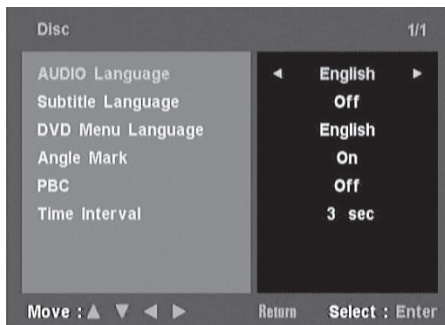 Disc 1/1
AUDIO Language ◄ English ►
Subtitle Language Off
DVD Menu Language English
Angle Mark On
PBC Off
Time Interval 3 sec
Move : ▲ ▼ ◄ ► Return Select : Enter